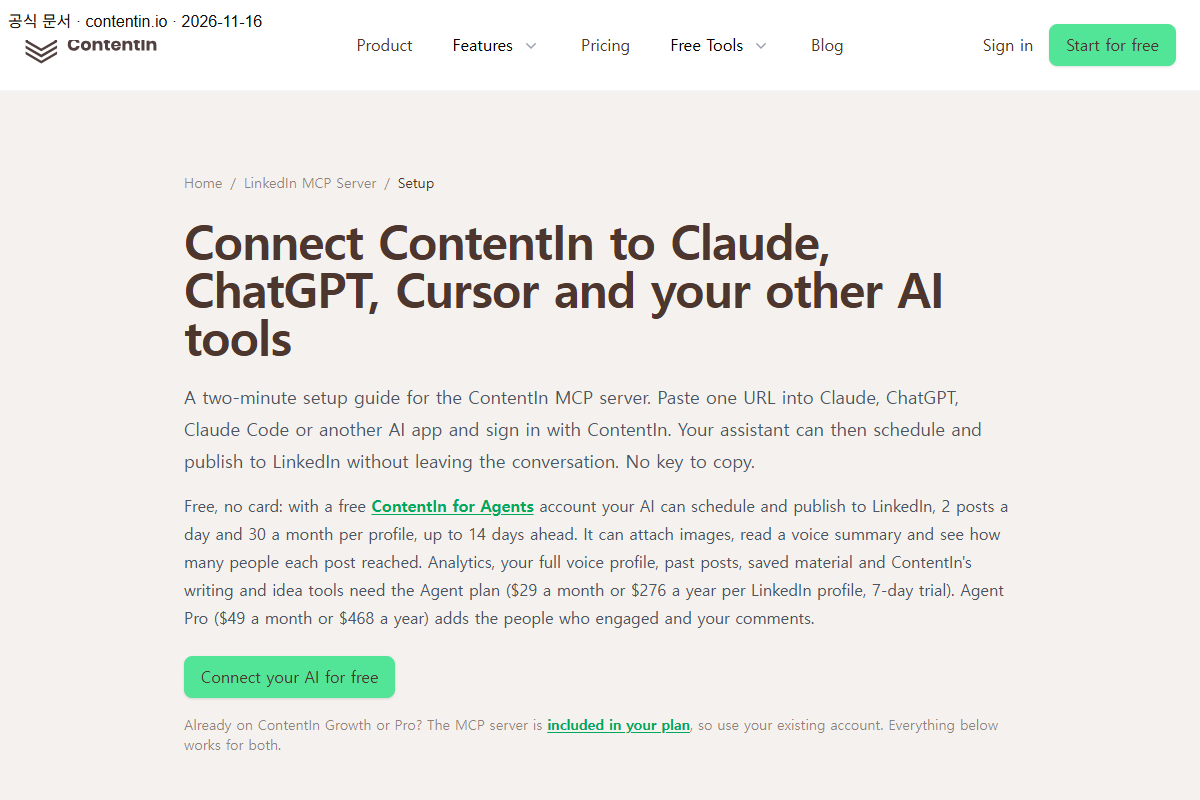 공식 문서 · contentin.io · 2026-11-16
ContentIn
Product
Features
Pricing
Free Tools
Blog
Sign in
Start for free
Home / LinkedIn MCP Server / Setup
Connect ContentIn to Claude,
ChatGPT, Cursor and your other AI
tools
A two-minute setup guide for the ContentIn MCP server. Paste one URL into Claude, ChatGPT,
Claude Code or another AI app and sign in with ContentIn. Your assistant can then schedule and
publish to LinkedIn without leaving the conversation. No key to copy.
Free, no card: with a free ContentIn for Agents account your AI can schedule and publish to LinkedIn, 2 posts a
day and 30 a month per profile, up to 14 days ahead. It can attach images, read a voice summary and see how
many people each post reached. Analytics, your full voice profile, past posts, saved material and ContentIn's
writing and idea tools need the Agent plan ($29 a month or $276 a year per LinkedIn profile, 7-day trial). Agent
Pro ($49 a month or $468 a year) adds the people who engaged and your comments.
Connect your AI for free
Already on ContentIn Growth or Pro? The MCP server is included in your plan, so use your existing account. Everything below
works for both.